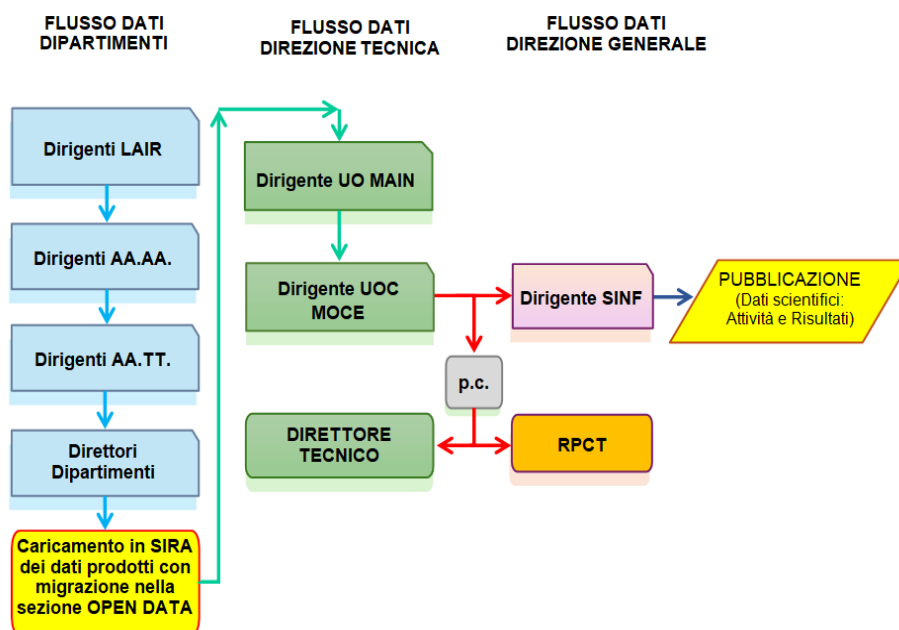 FLUSSO DATI
DIPARTIMENTI
FLUSSO DATI
DIREZIONE TECNICA
FLUSSO DATI
DIREZIONE GENERALE
Dirigenti LAIR
Dirigenti AA.AA.
Dirigenti AA.TT.
Direttori
Dipartimenti
Caricamento in SIRA
dei dati prodotti con
migrazione nella
sezione OPEN DATA
Dirigente UO MAIN
Dirigente UOC
MOCE
Dirigente SINF
PUBBLICAZIONE
(Dati scientifici:
Attività e Risultati)
p.c.
DIRETTORE
TECNICO
RPCT